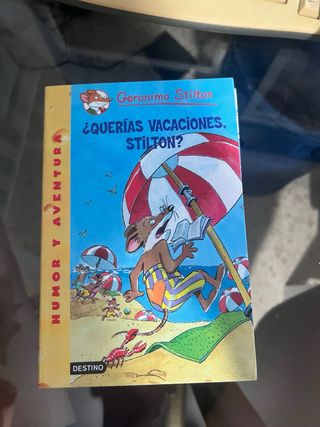 Geronimo Stilton
¿QUERÍAS VACACIONES,
STILTON?
HUMOR Y AVENTURA
DESTINO